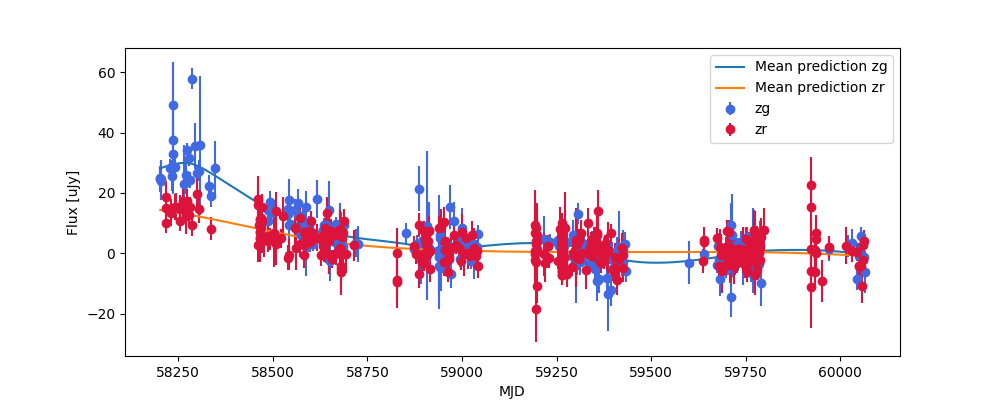 60
40
20
0
−20
Flux [uJy]
Mean prediction zg
Mean prediction zr
zg
zr
58250 58500 58750 59000 59250 59500 59750 60000
MJD